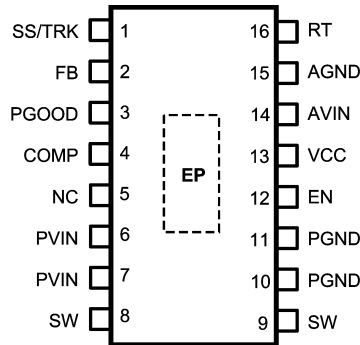 SS/TRK 1 16 RT
FB 2 15 AGND
PGOOD 3 14 AVIN
COMP 4 13 VCC
EP
NC 5 12 EN
PVIN 6 11 PGND
PVIN 7 10 PGND
SW 8 9 SW